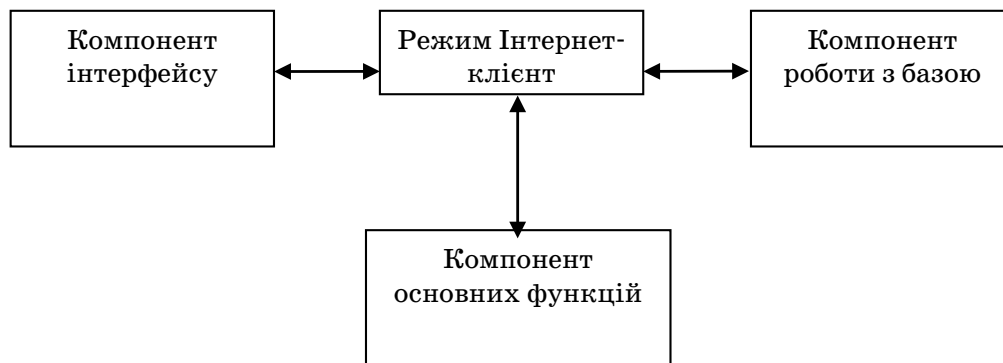 Компонент
інтерфейсу
Режим Інтернет-
клієнт
Компонент
роботи з базою
Компонент
основних функцій